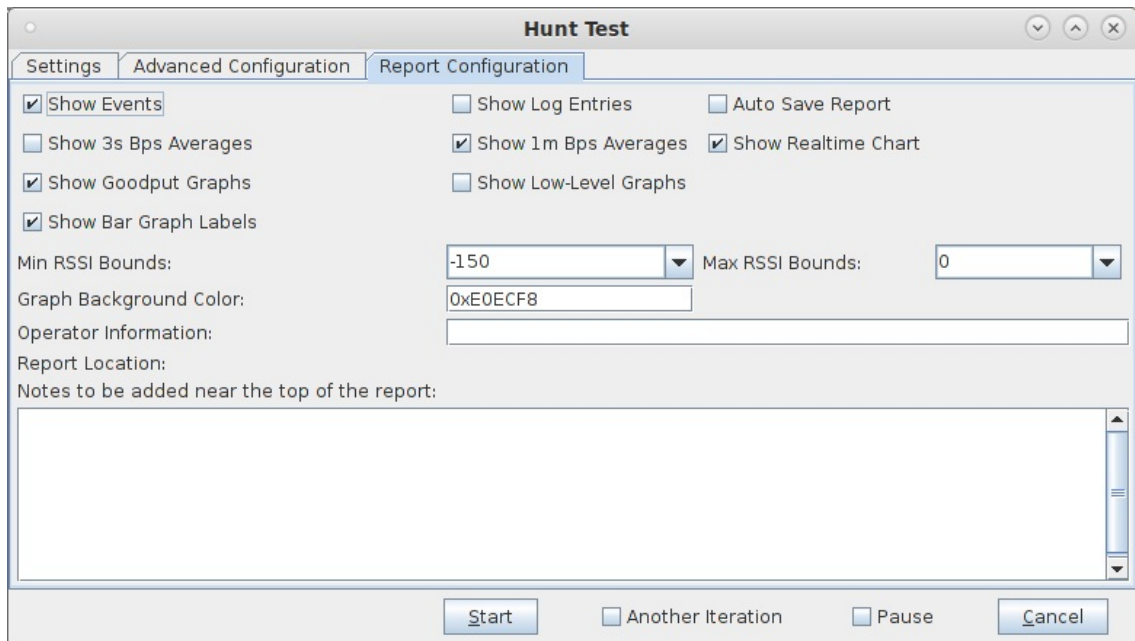 Hunt Test
Settings Advanced Configuration Report Configuration
Show Events Show Log Entries Auto Save Report
Show 3s Bps Averages Show 1m Bps Averages Show Realtime Chart
Show Goodput Graphs Show Low-Level Graphs
Show Bar Graph Labels
Min RSSI Bounds: -150 Max RSSI Bounds: 0
Graph Background Color: 0xE0ECF8
Operator Information:
Report Location:
Notes to be added near the top of the report:
Start Another Iteration Pause Cancel